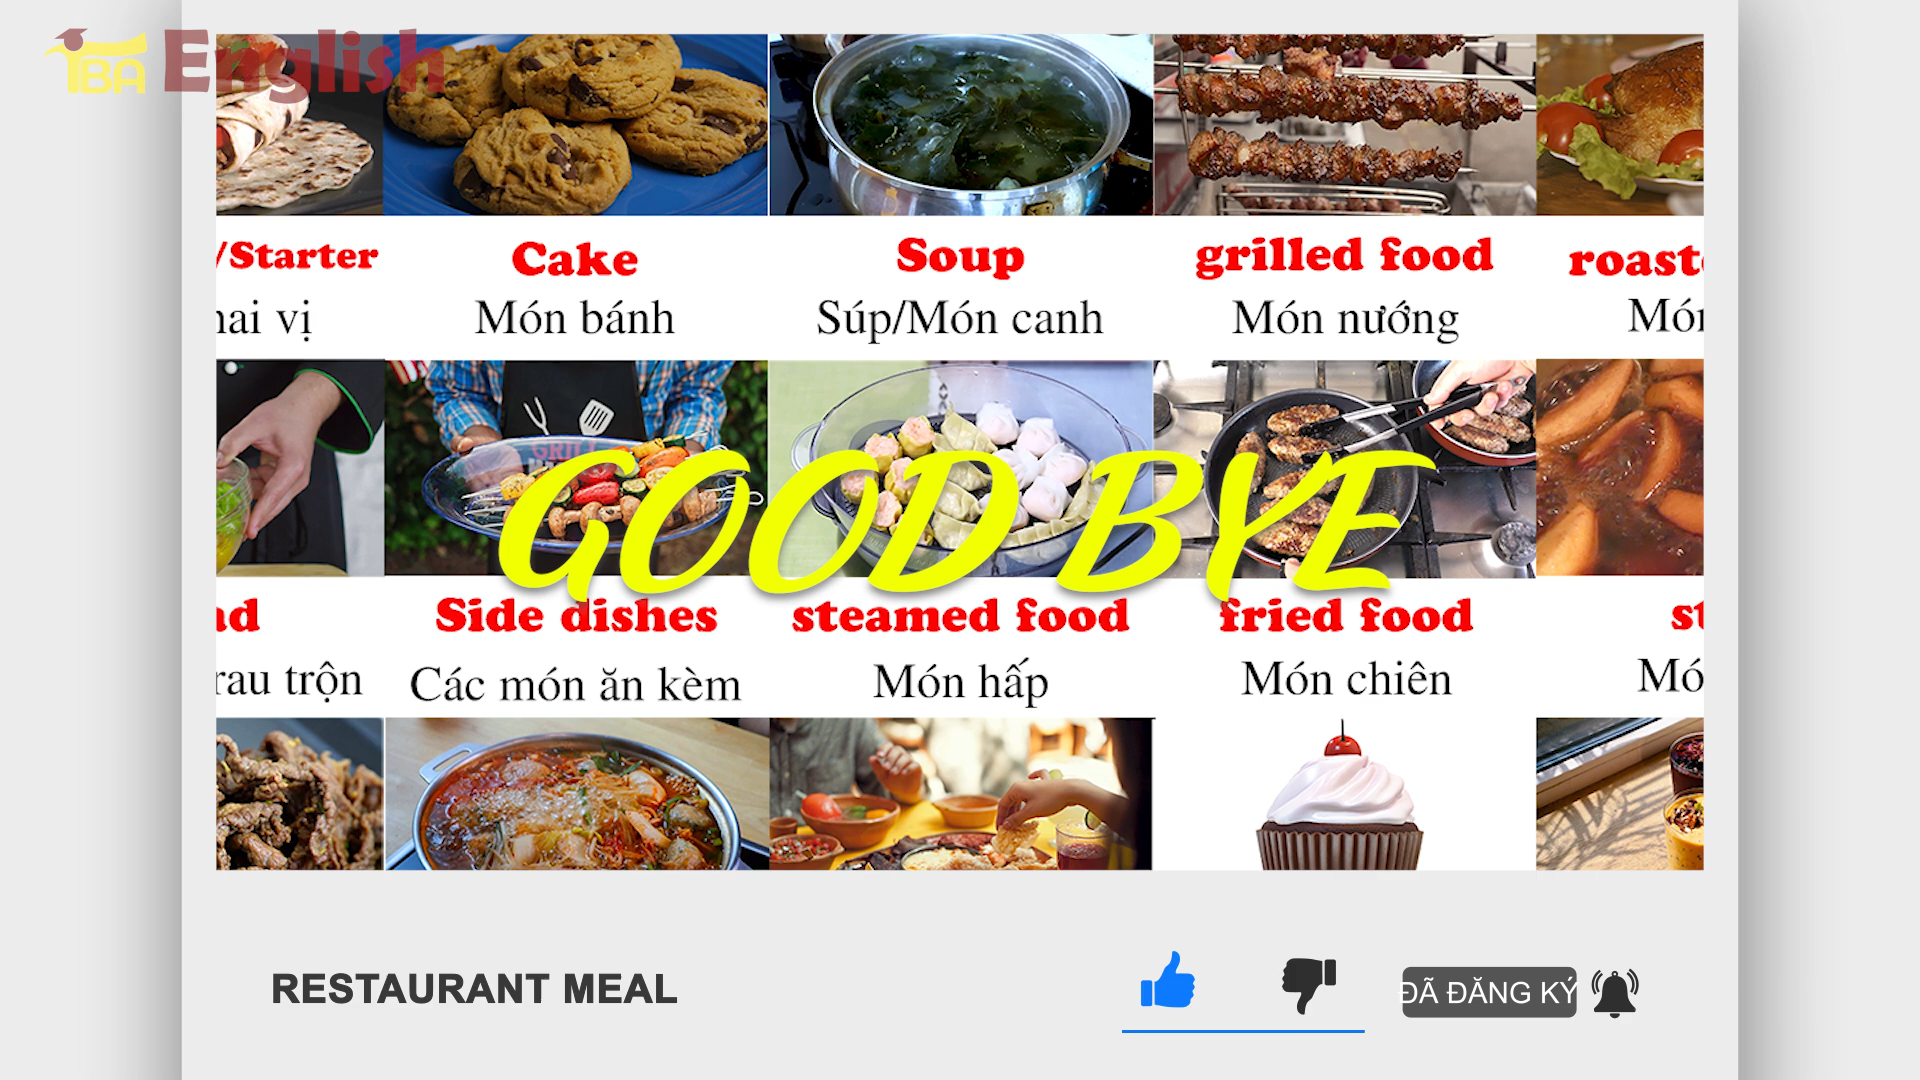 TBA English
/Starter
Cake
Soup
grilled food
roast
vị
Món bánh
Súp/Món canh
Món nướng
GRILL
GOOD BYE
Side dishes
steamed food
fried food
rau trộn
Các món ăn kèm
Món hấp
Món chiên
RESTAURANT MEAL
ĐÃ ĐĂNG KÝ